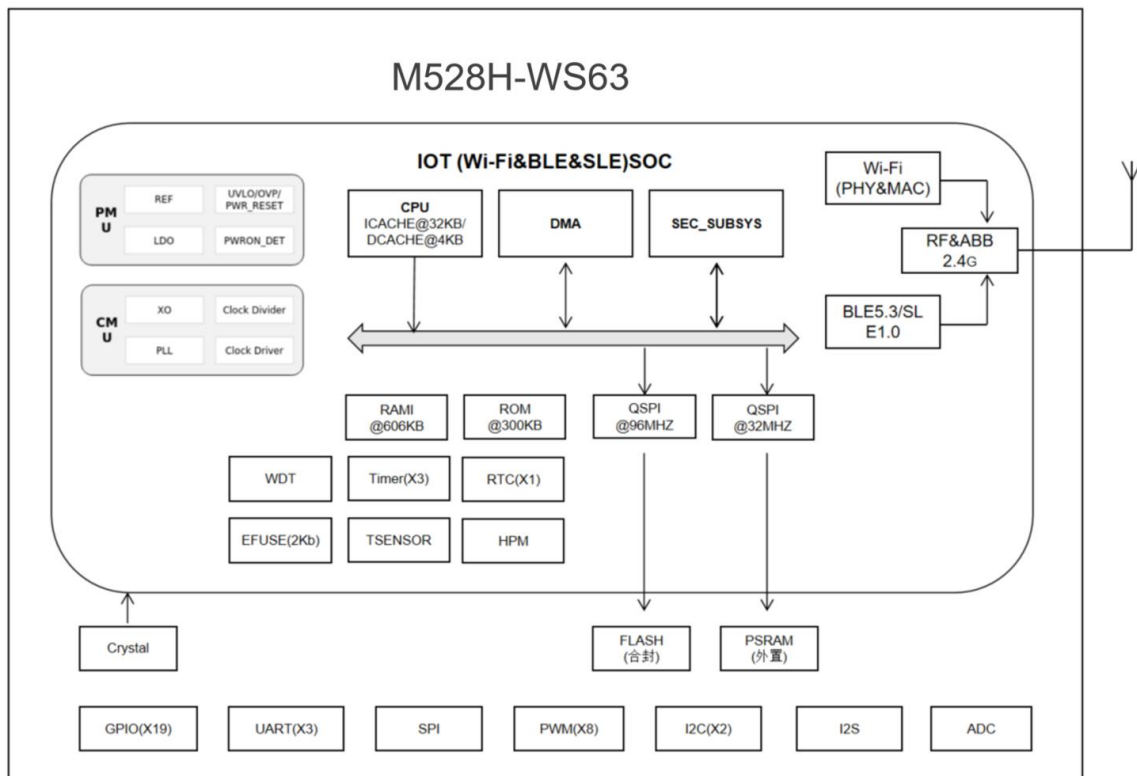 M528H-WS63
IOT (Wi-Fi&BLE&SLE)SOC
PM
U
REF
UVLO/OVP/
PWR_RESET
LDO
PWRON_DET
CM
U
XO
Clock Divider
PLL
Clock Driver
CPU
ICACHE@32KB/
DCACHE@4KB
DMA
SEC_SUBSYS
Wi-Fi
(PHY&MAC)
RF&ABB
2.4G
BLE5.3/SL
E1.0
RAMI
@606KB
ROM
@300KB
QSPI
@96MHZ
QSPI
@32MHZ
WDT
Timer(X3)
RTC(X1)
EFUSE(2Kb)
TSENSOR
HPM
Crystal
FLASH
(合封)
PSRAM
(外置)
GPIO(X19)
UART(X3)
SPI
PWM(X8)
I2C(X2)
I2S
ADC